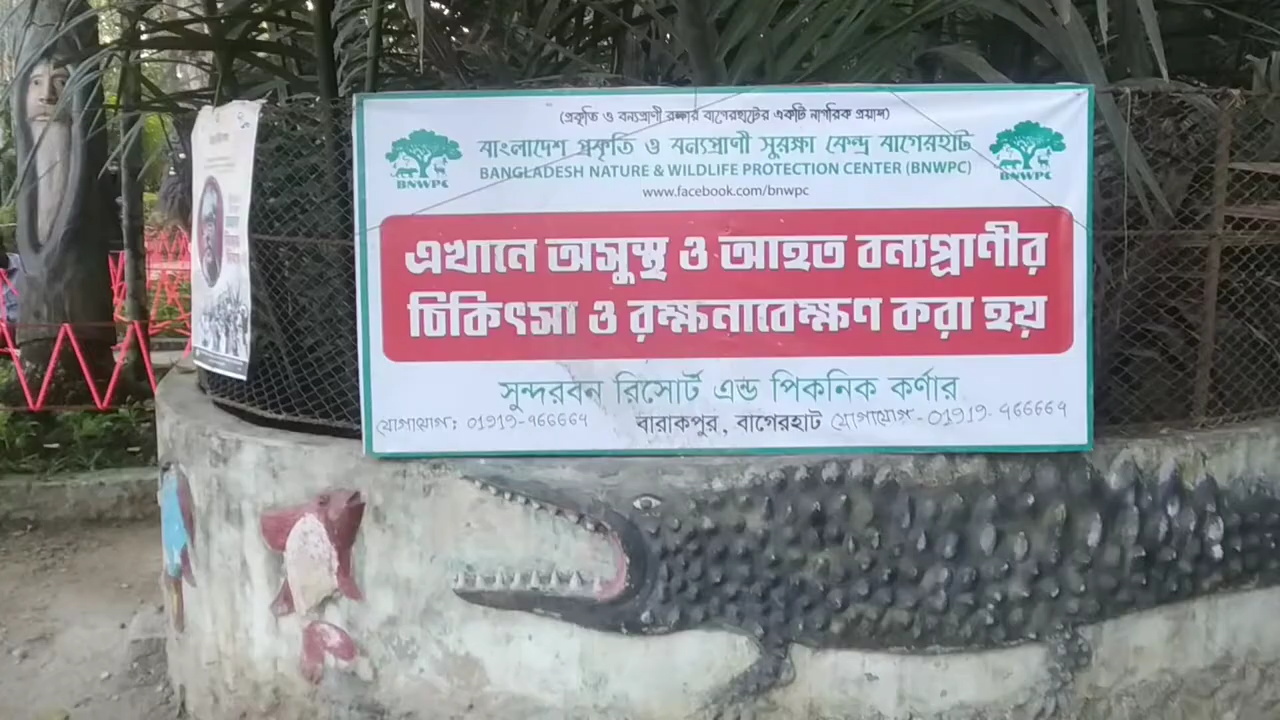 (প্রকৃতি ও বন্যপ্রাণী রক্ষায় বাগেরহাটের একটি নাগরিক প্রয়াস)
বাংলাদেশ প্রকৃতি ও বন্যপ্রাণী সুরক্ষা কেন্দ্র বাগেরহাট
BANGLADESH NATURE & WILDLIFE PROTECTION CENTER (BNWPC)
BNWPC
BNWPC
www.facebook.com/bnwpc
এখানে অসুস্থ ও আহত বন্যপ্রাণীর
চিকিৎসা ও রক্ষনাবেক্ষণ করা হয়
সুন্দরবন রিসোর্ট এন্ড পিকনিক কর্ণার
যোগাযোগ: 01919-৭৬৬৬৬৭ বারাকপুর, বাগেরহাট যোগাযোগ-01919-৭৬৬৬৬৭